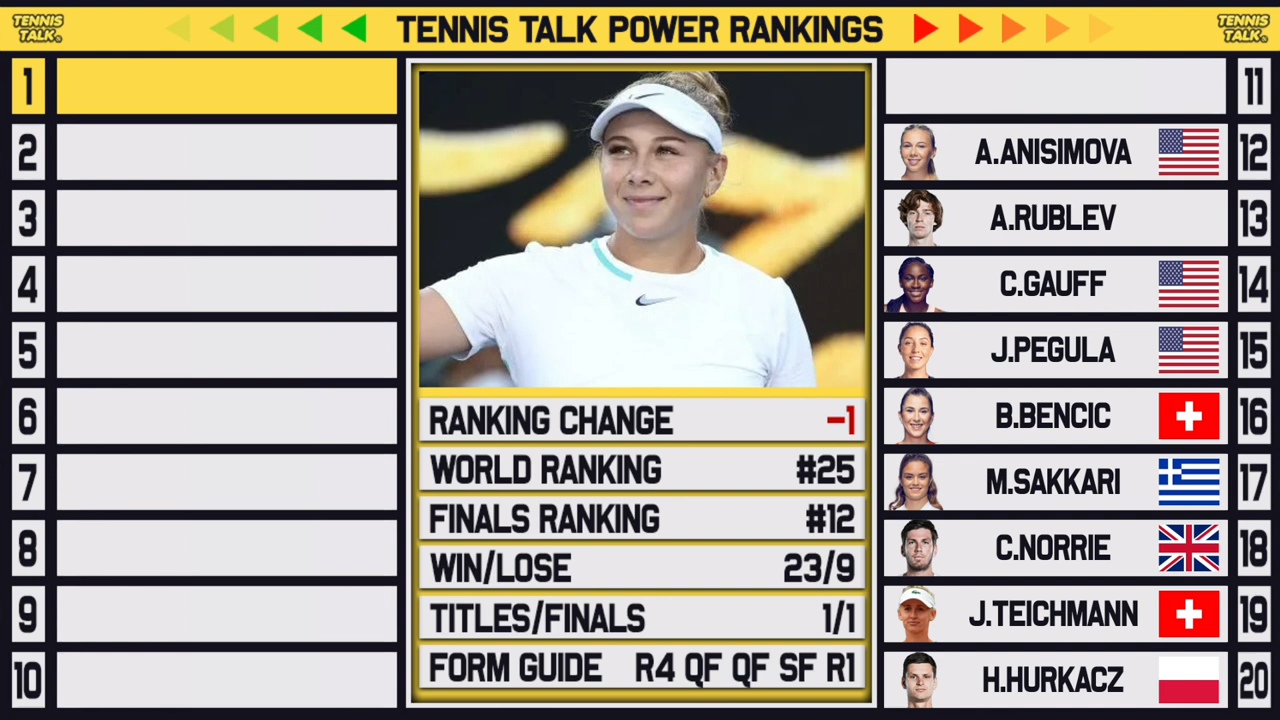 TENNIS TALK
TENNIS TALK POWER RANKINGS
TENNIS TALK
1
2
3
4
5
6
7
8
9
10
RANKING CHANGE -1
WORLD RANKING #25
FINALS RANKING #12
WIN/LOSE 23/9
TITLES/FINALS 1/1
FORM GUIDE R4 QF QF SF R1
11
A.ANISIMOVA 12
A.RUBLEV 13
C.GAUFF 14
J.PEGULA 15
B.BENCIC 16
M.SAKKARI 17
C.NORRIE 18
J.TEICHMANN 19
H.HURKACZ 20